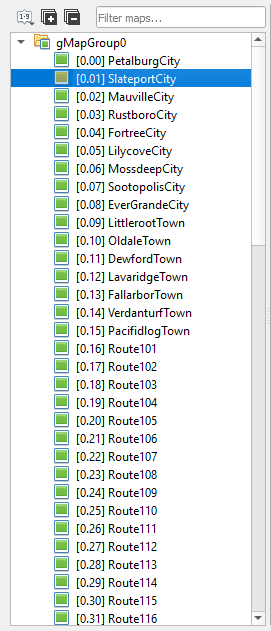 Filter maps...
gMapGroup0
[0.00] PetalburgCity
[0.01] SlateportCity
[0.02] MauvilleCity
[0.03] RustboroCity
[0.04] FortreeCity
[0.05] LilycoveCity
[0.06] MossdeepCity
[0.07] SootopolisCity
[0.08] EverGrandeCity
[0.09] LittlerootTown
[0.10] OldaleTown
[0.11] DewfordTown
[0.12] LavaridgeTown
[0.13] FallarborTown
[0.14] VerdanturfTown
[0.15] PacifidlogTown
[0.16] Route101
[0.17] Route102
[0.18] Route103
[0.19] Route104
[0.20] Route105
[0.21] Route106
[0.22] Route107
[0.23] Route108
[0.24] Route109
[0.25] Route110
[0.26] Route111
[0.27] Route112
[0.28] Route113
[0.29] Route114
[0.30] Route115
[0.31] Route116